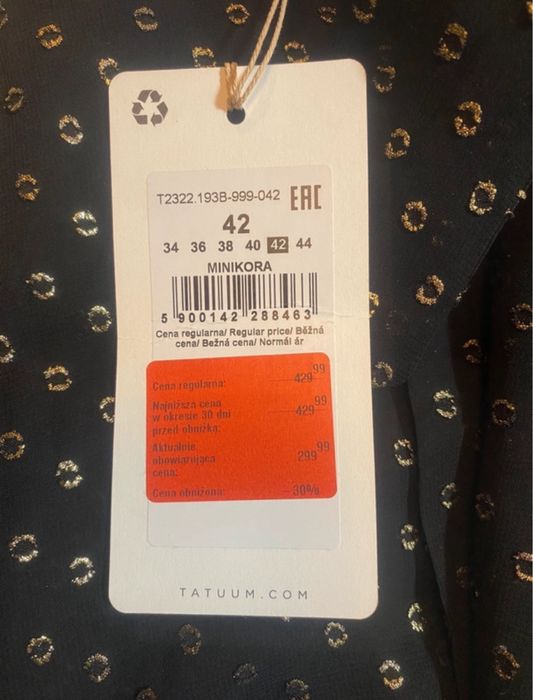 T2322.193B-999-042 EAC
42
34 36 38 40 42 44
MINIKORA
5 900142 288463
Cena regularna/ Regular price/ Běžná
cena/ Bežná cena/ Normál ár
Cena regularna: 429 99
Najniższa cena
w okresie 30 dni
przed obniżką: 429 99
Aktualnie
obowiązująca
cena: 299 99
Cena obniżona: -30%
TATUUM.COM